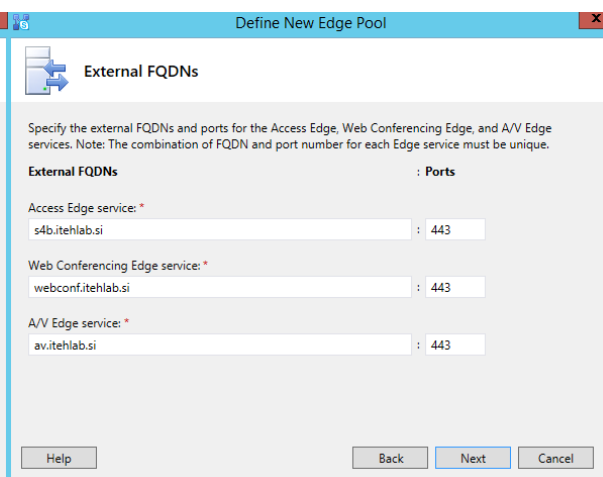 Define New Edge Pool
x
External FQDNs
Specify the external FQDNs and ports for the Access Edge, Web Conferencing Edge, and A/V Edge
services. Note: The combination of FQDN and port number for each Edge service must be unique.
External FQDNs : Ports
Access Edge service: *
s4b.itehlab.si : 443
Web Conferencing Edge service: *
webconf.itehlab.si : 443
A/V Edge service: *
av.itehlab.si : 443
Help Back Next Cancel